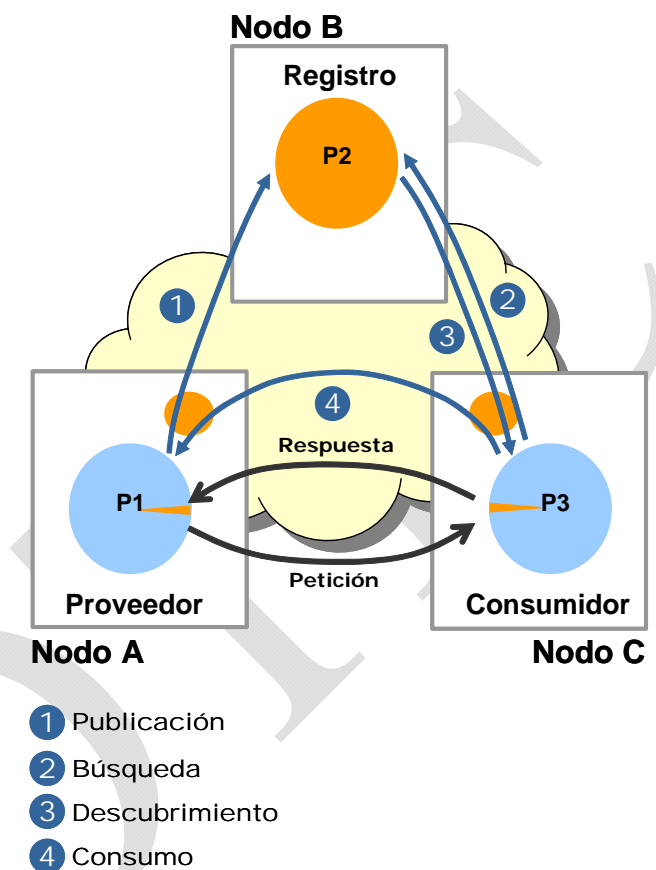 Nodo B
Registro
P2
1
2
3
4
Respuesta
P1
P3
Petición
Proveedor
Consumidor
Nodo A
Nodo C
1 Publicación
2 Búsqueda
3 Descubrimiento
4 Consumo